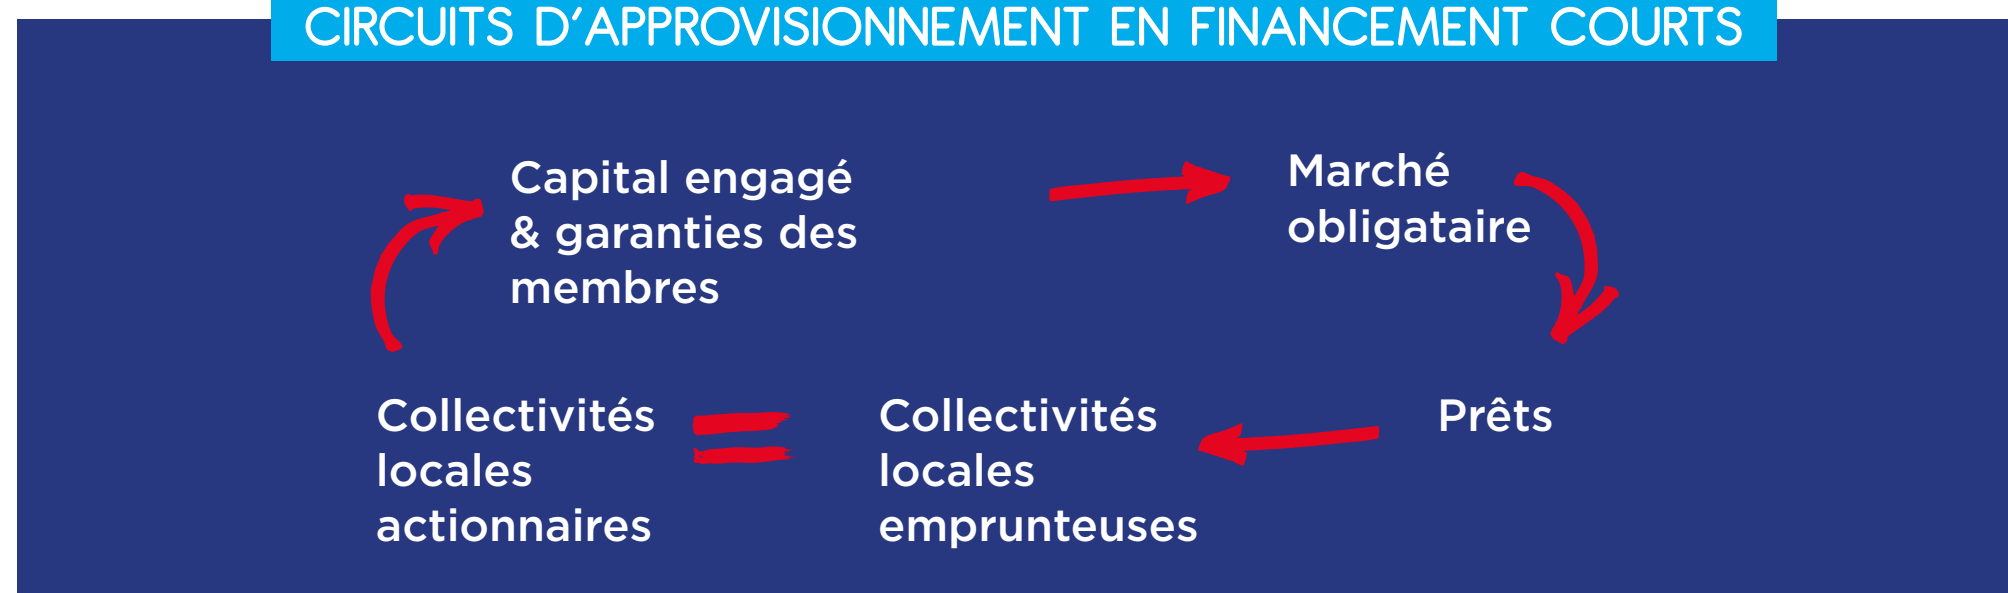 CIRCUITS D'APPROVISIONNEMENT EN FINANCEMENT COURTS
Capital engagé
& garanties des
membres
Marché
obligataire
Collectivités
locales
actionnaires
Collectivités
locales
emprunteuses
Prêts